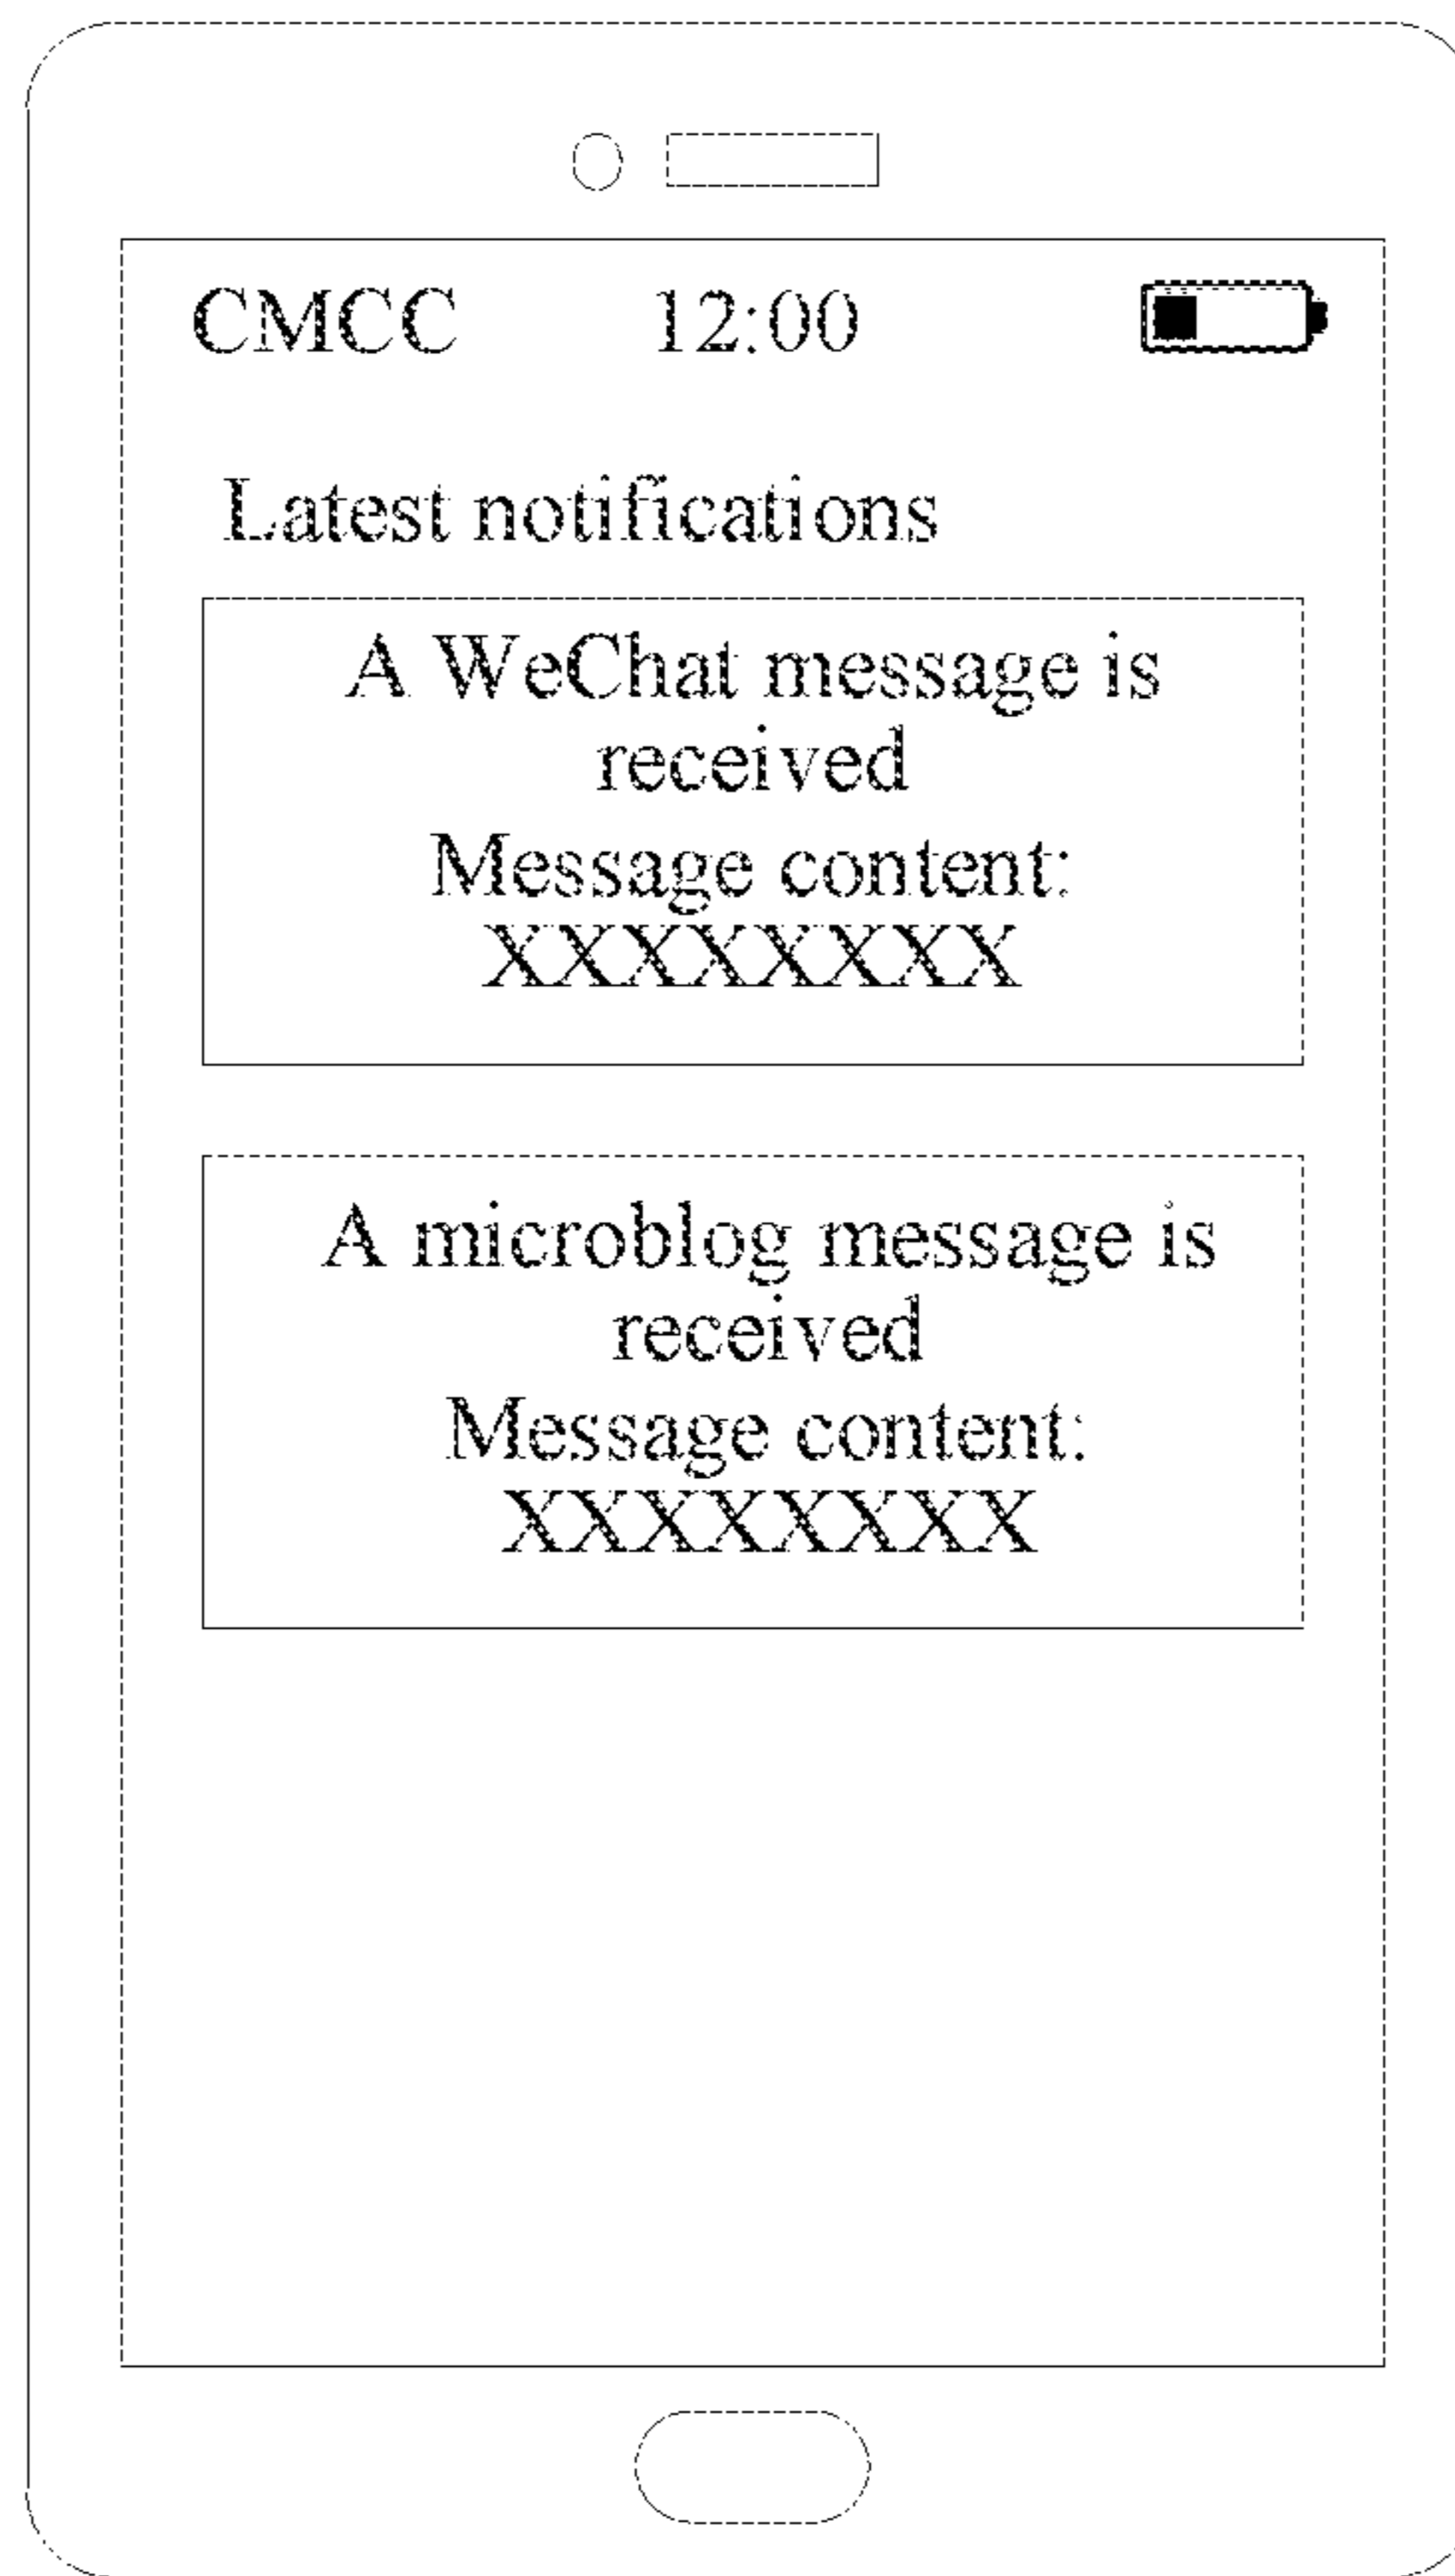 CMCC 12:00
Latest notifications
A WeChat message is
received
Message content:
XXXXXXXX
A microblog message is
received
Message content:
XXXXXXXX